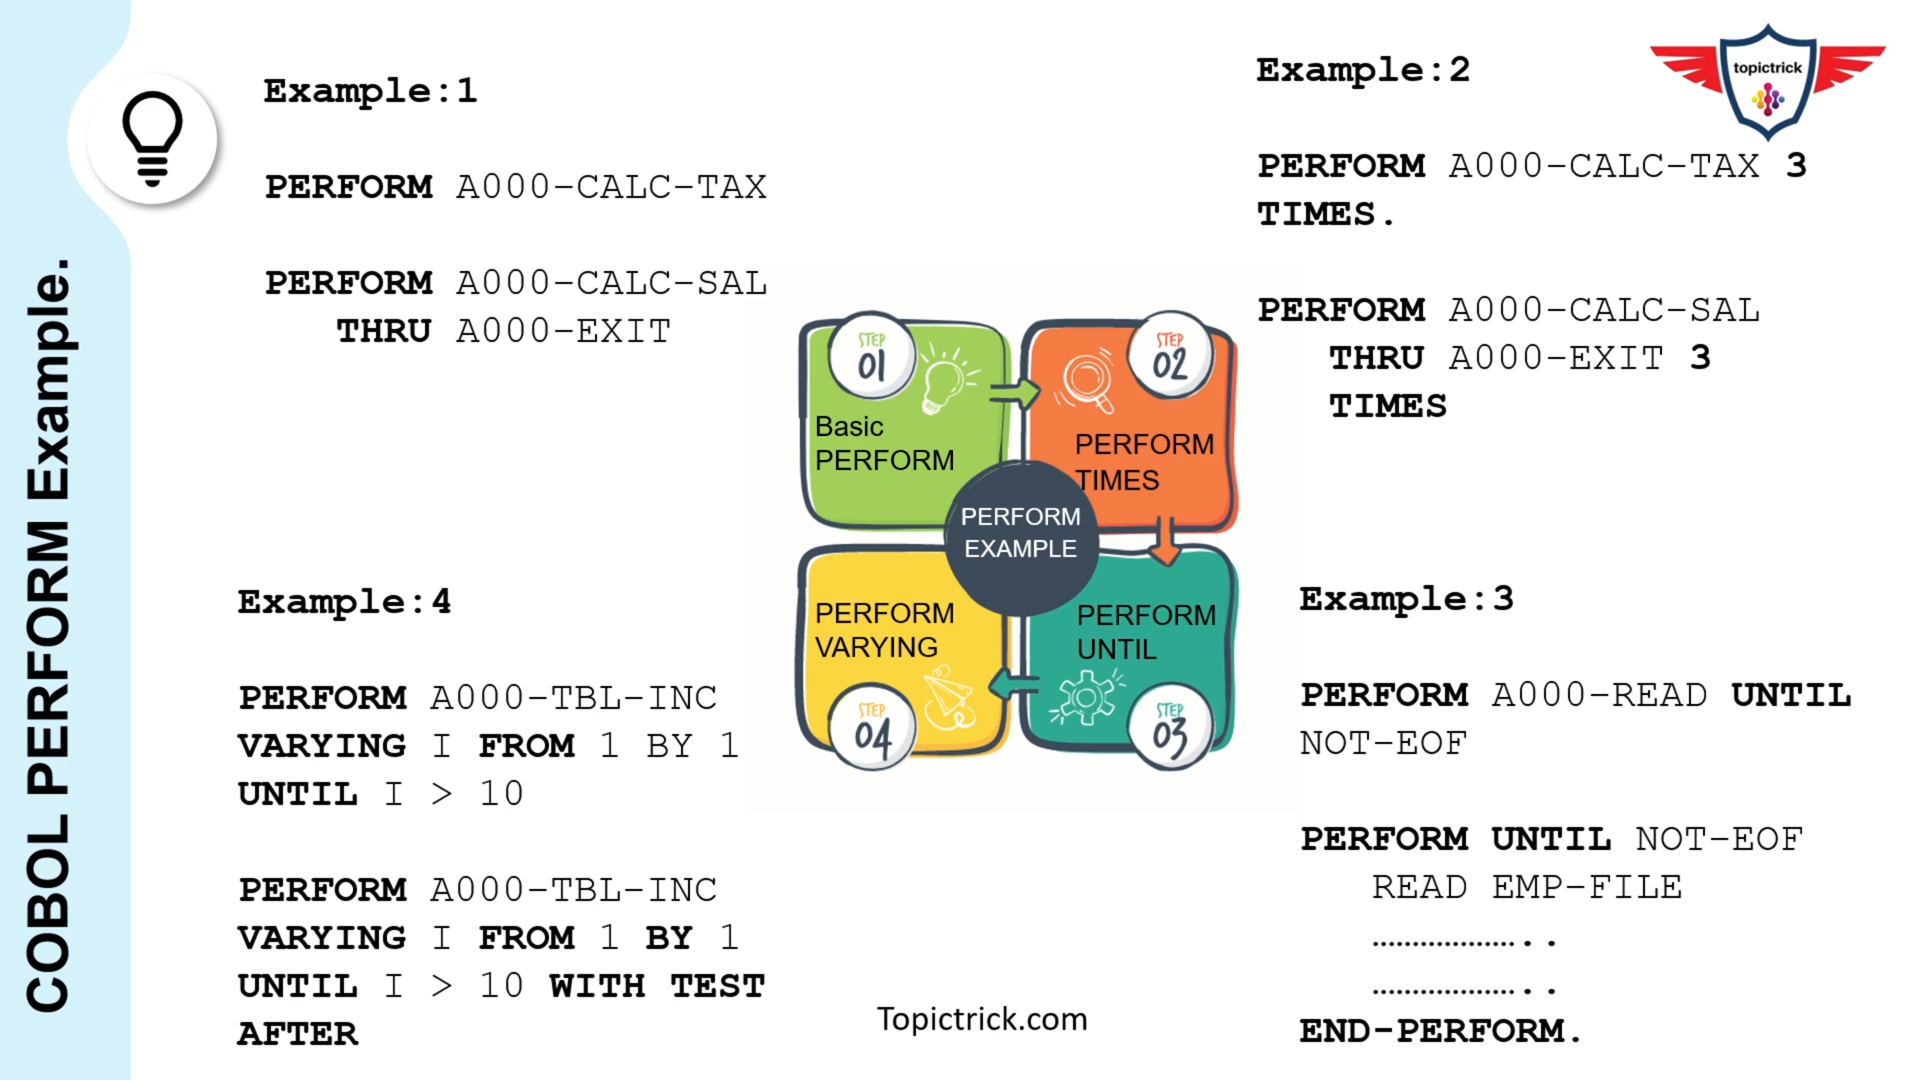 COBOL PERFORM Example.
Example:1
PERFORM A000-CALC-TAX
PERFORM A000-CALC-SAL
THRU A000-EXIT
Example:2
topictrick
PERFORM A000-CALC-TAX 3
TIMES.
PERFORM A000-CALC-SAL
THRU A000-EXIT 3
TIMES
STEP
01
Basic
PERFORM
STEP
02
PERFORM
TIMES
PERFORM
EXAMPLE
PERFORM
VARYING
STEP
04
PERFORM
UNTIL
STEP
03
Example:4
PERFORM A000-TBL-INC
VARYING I FROM 1 BY 1
UNTIL I > 10
PERFORM A000-TBL-INC
VARYING I FROM 1 BY 1
UNTIL I > 10 WITH TEST
AFTER
Example:3
PERFORM A000-READ UNTIL
NOT-EOF
PERFORM UNTIL NOT-EOF
READ EMP-FILE
………………..
………………..
END-PERFORM.
Topictrick.com